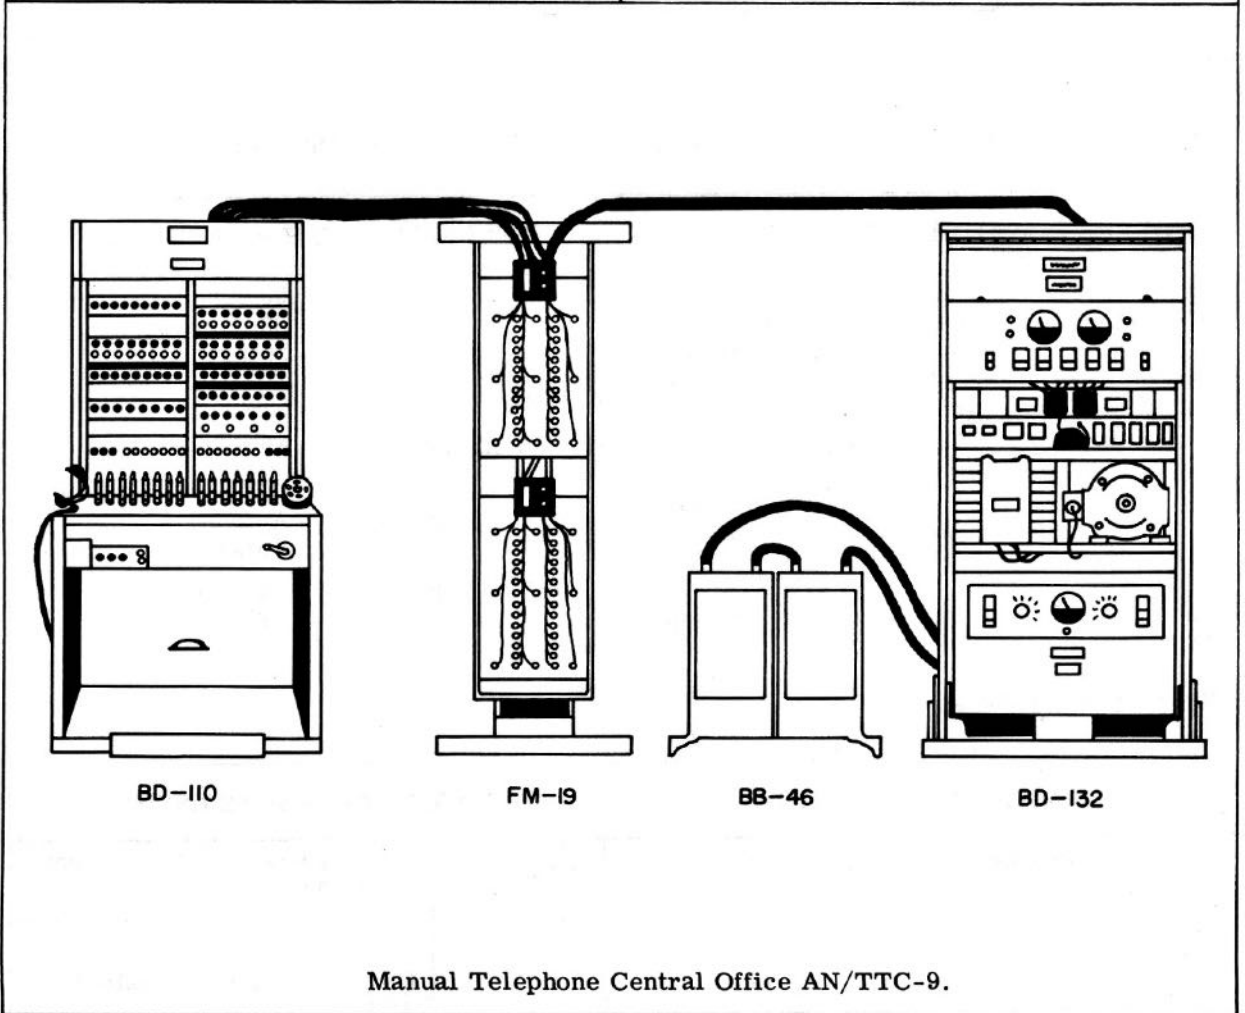 BD-110
FM-19
BB-46
BD-132
Manual Telephone Central Office AN/TTC-9.